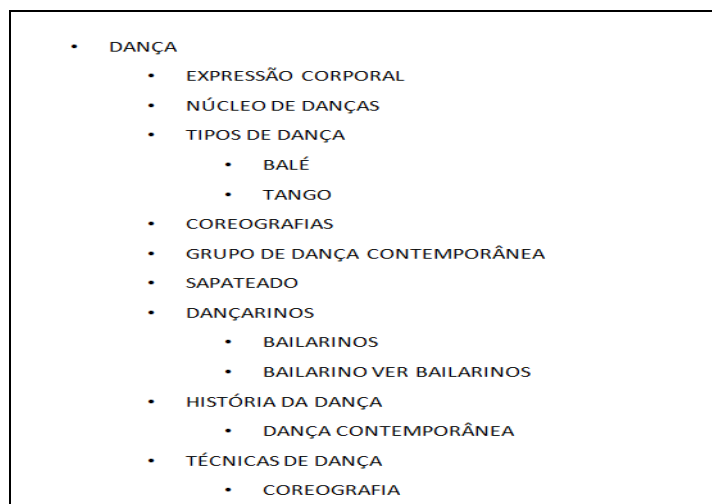 • DANÇA
• EXPRESSÃO CORPORAL
• NÚCLEO DE DANÇAS
• TIPOS DE DANÇA
• BALÉ
• TANGO
• COREOGRAFIAS
• GRUPO DE DANÇA CONTEMPORÂNEA
• SAPATEADO
• DANÇARINOS
• BAILARINOS
• BAILARINO VER BAILARINOS
• HISTÓRIA DA DANÇA
• DANÇA CONTEMPORÂNEA
• TÉCNICAS DE DANÇA
• COREOGRAFIA